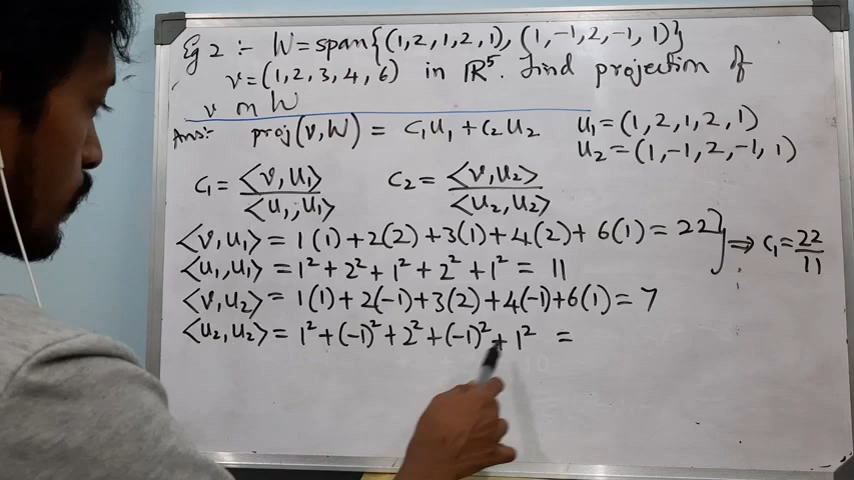 Eg 2 :- W = span{(1,2,1,2,1), (1,-1,2,-1,1)}
v = (1,2,3,4,6) in ℝ⁵. Find projection of
v on W
Ans:- proj(v,W) = C₁U₁ + C₂U₂ U₁ = (1,2,1,2,1)
U₂ = (1,-1,2,-1,1)
C₁ = <v,U₁>/<U₁,U₁> C₂ = <v,U₂>/<U₂,U₂>
<v,U₁> = 1(1)+2(2)+3(1)+4(2)+6(1) = 22} ⇒ C₁ = 22/11
<U₁,U₁> = 1²+2²+1²+2²+1² = 11
<v,U₂> = 1(1)+2(-1)+3(2)+4(-1)+6(1) = 7
<U₂,U₂> = 1²+(-1)²+2²+(-1)²+1² =